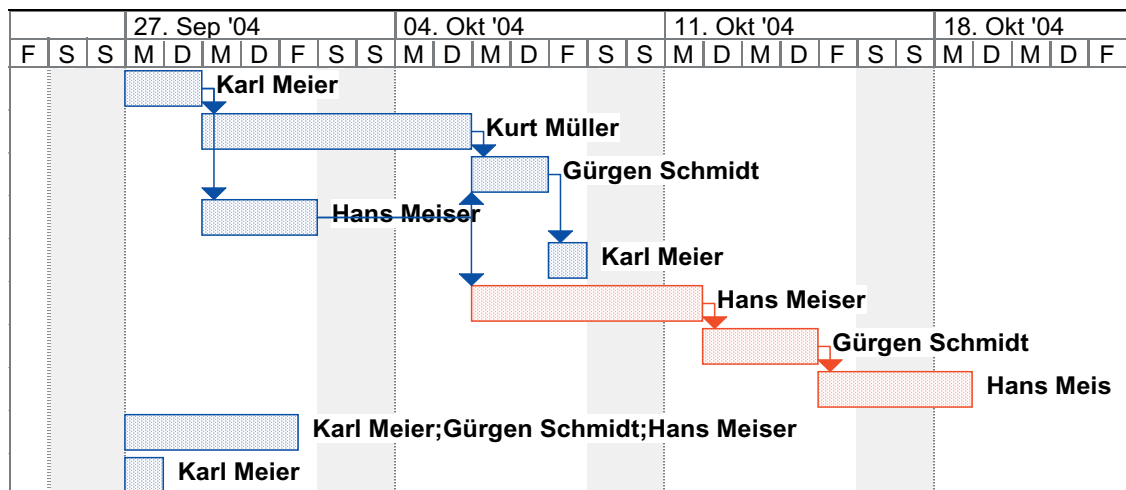 27. Sep '04 04. Okt '04 11. Okt '04 18. Okt '04
F S S M D M D F S S M D M D F S S M D M D F S S M D M D F
Karl Meier
Kurt Müller
Gürgen Schmidt
Hans Meiser
Karl Meier
Hans Meiser
Gürgen Schmidt
Hans Meis
Karl Meier;Gürgen Schmidt;Hans Meiser
Karl Meier